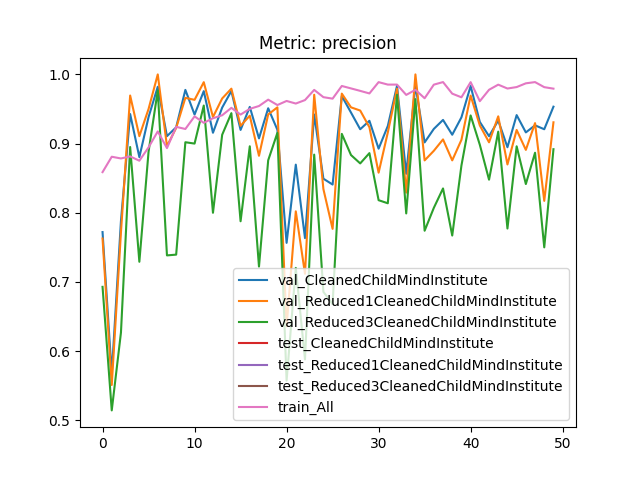 Metric: precision
1.0
0.9
0.8
0.7
0.6
0.5
val_CleanedChildMindInstitute
val_Reduced1CleanedChildMindInstitute
val_Reduced3CleanedChildMindInstitute
test_CleanedChildMindInstitute
test_Reduced1CleanedChildMindInstitute
test_Reduced3CleanedChildMindInstitute
train_All
0 10 20 30 40 50